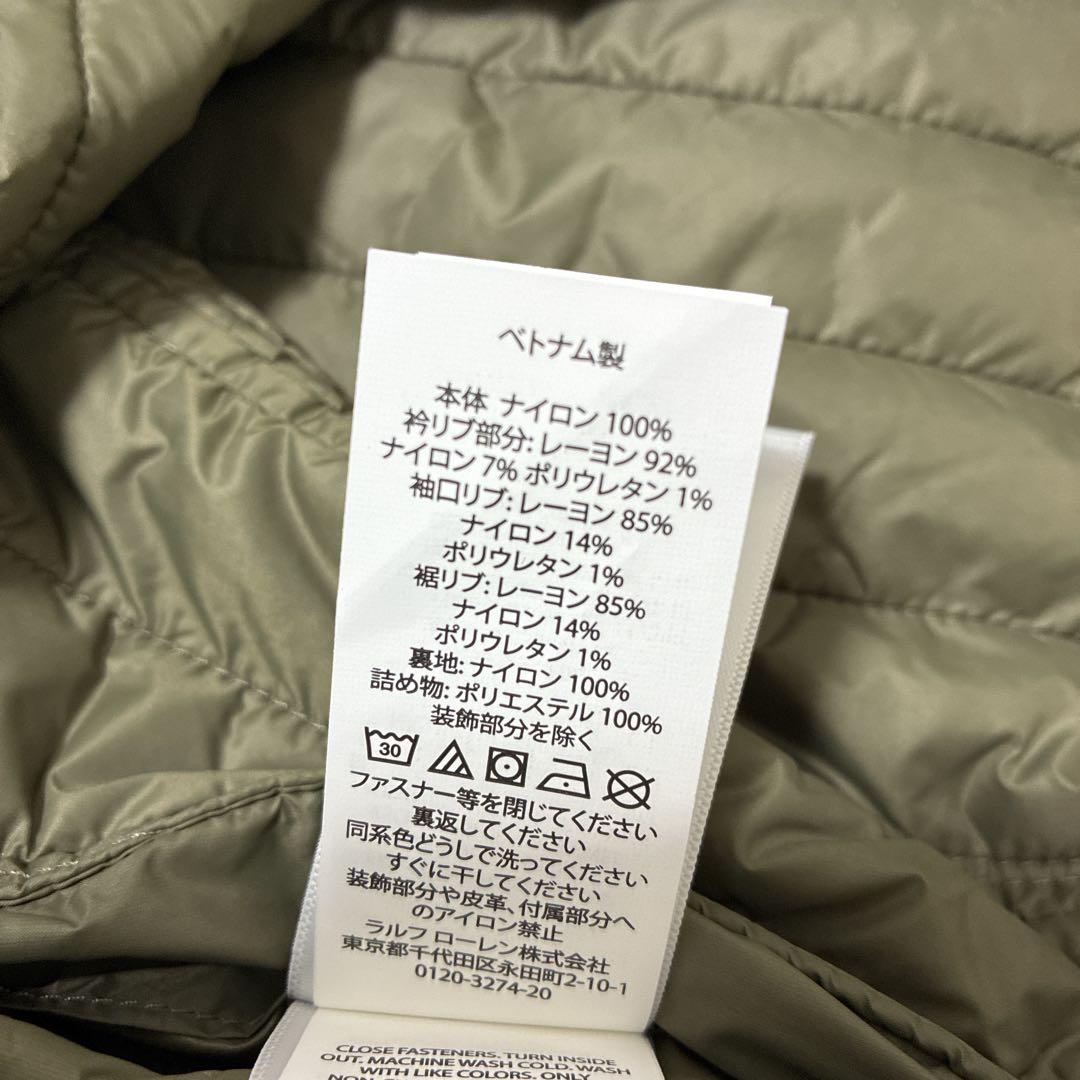 ベトナム製
本体 ナイロン 100%
衿リブ部分: レーヨン 92%
ナイロン 7% ポリウレタン 1%
袖口リブ: レーヨン 85%
ナイロン 14%
ポリウレタン 1%
裾リブ: レーヨン 85%
ナイロン 14%
ポリウレタン 1%
裏地: ナイロン 100%
詰め物: ポリエステル 100%
装飾部分を除く
30
ファスナー等を閉じてください
裏返してください
同系色どうしで洗ってください
すぐに干してください
装飾部分や皮革、付属部分へ
のアイロン禁止
ラルフ ローレン株式会社
東京都千代田区永田町2-10-1
0120-3274-20
CLOSE FASTENERS. TURN INSIDE
OUT. MACHINE WASH COLD. WASH
WITH LIKE COLORS. ONLY